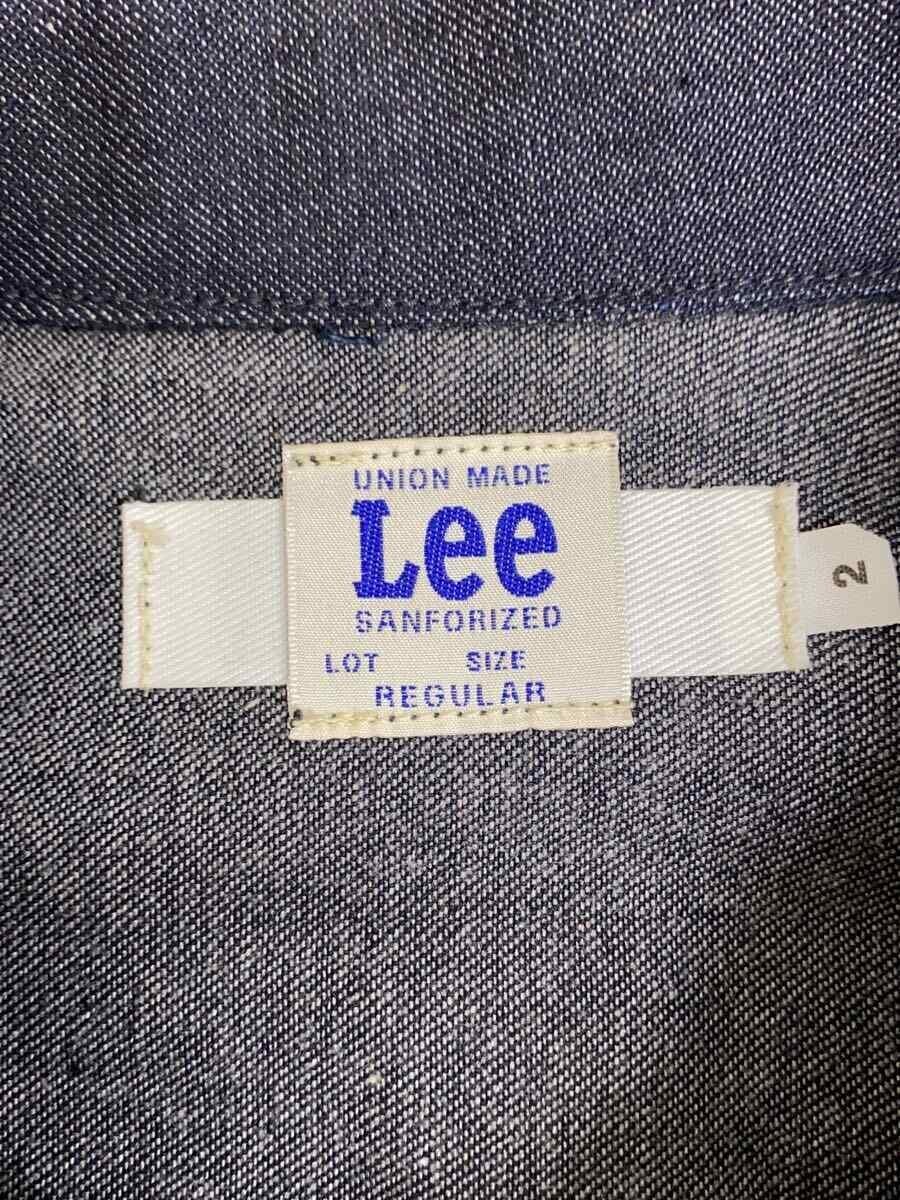 UNION MADE
Lee
SANFORIZED
LOT SIZE
REGULAR
2